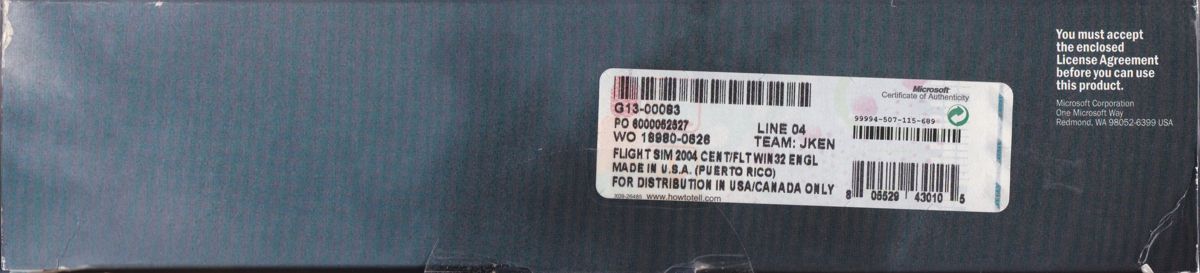 G13-00083
PO 6000052527
WO 18980-0526
LINE 04
TEAM: JKEN
FLIGHT SIM 2004 CENT/FLT WIN32 ENGL
MADE IN U.S.A. (PUERTO RICO)
FOR DISTRIBUTION IN USA/CANADA ONLY
X09-26485 www.howtotell.com
Microsoft
Certificate of Authenticity
99994-507-115-689
8 05529 43010 5
You must accept
the enclosed
License Agreement
before you can use
this product.
Microsoft Corporation
One Microsoft Way
Redmond, WA 98052-6399 USA